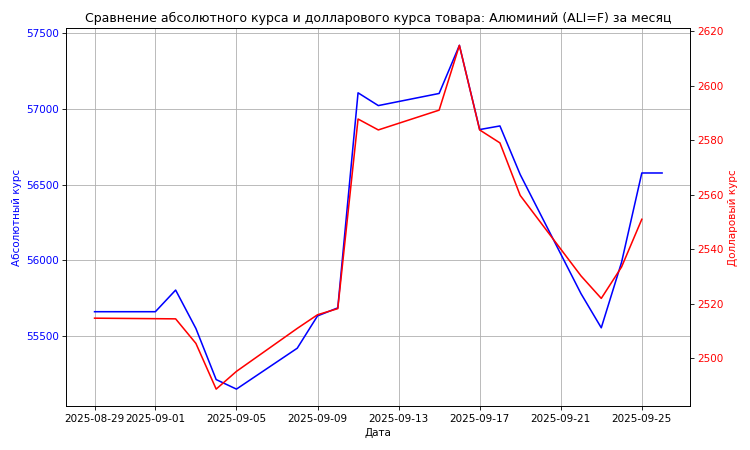 Сравнение абсолютного курса и долларового курса товара: Алюминий (ALI=F) за месяц
57500
57000
56500
56000
55500
Абсолютный курс
2620
2600
2580
2560
2540
2520
2500
Долларовый курс
2025-08-29 2025-09-01 2025-09-05 2025-09-09 2025-09-13 2025-09-17 2025-09-21 2025-09-25
Дата